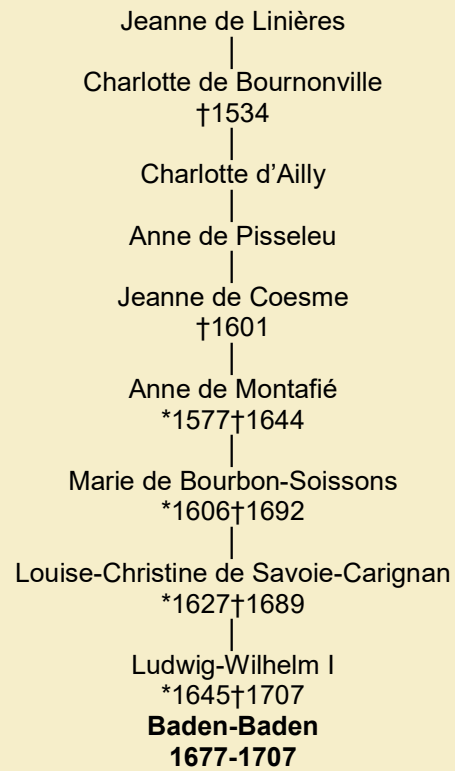 Jeanne de Linières
Charlotte de Bournonville
†1534
Charlotte d’Ailly
Anne de Pisseleu
Jeanne de Coesme
†1601
Anne de Montafié
*1577†1644
Marie de Bourbon-Soissons
*1606†1692
Louise-Christine de Savoie-Carignan
*1627†1689
Ludwig-Wilhelm I
*1645†1707
Baden-Baden
1677-1707